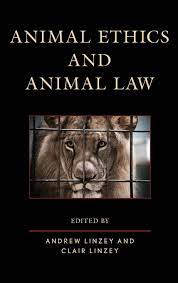 ANIMAL ETHICS
AND
ANIMAL LAW
EDITED BY
ANDREW LINZEY AND
CLAIR LINZEY